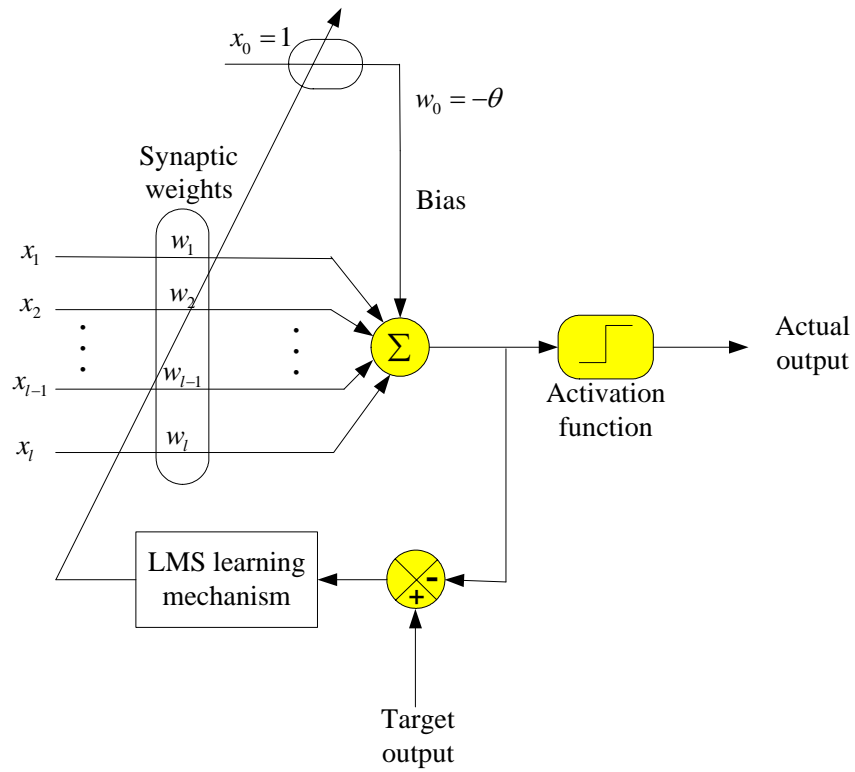 x₀ = 1
w₀ = −θ
Synaptic
weights
Bias
x₁
w₁
x₂
w₂
xₗ₋₁
wₗ₋₁
xₗ
wₗ
Σ
Actual
output
Activation
function
LMS learning
mechanism
-
+
Target
output